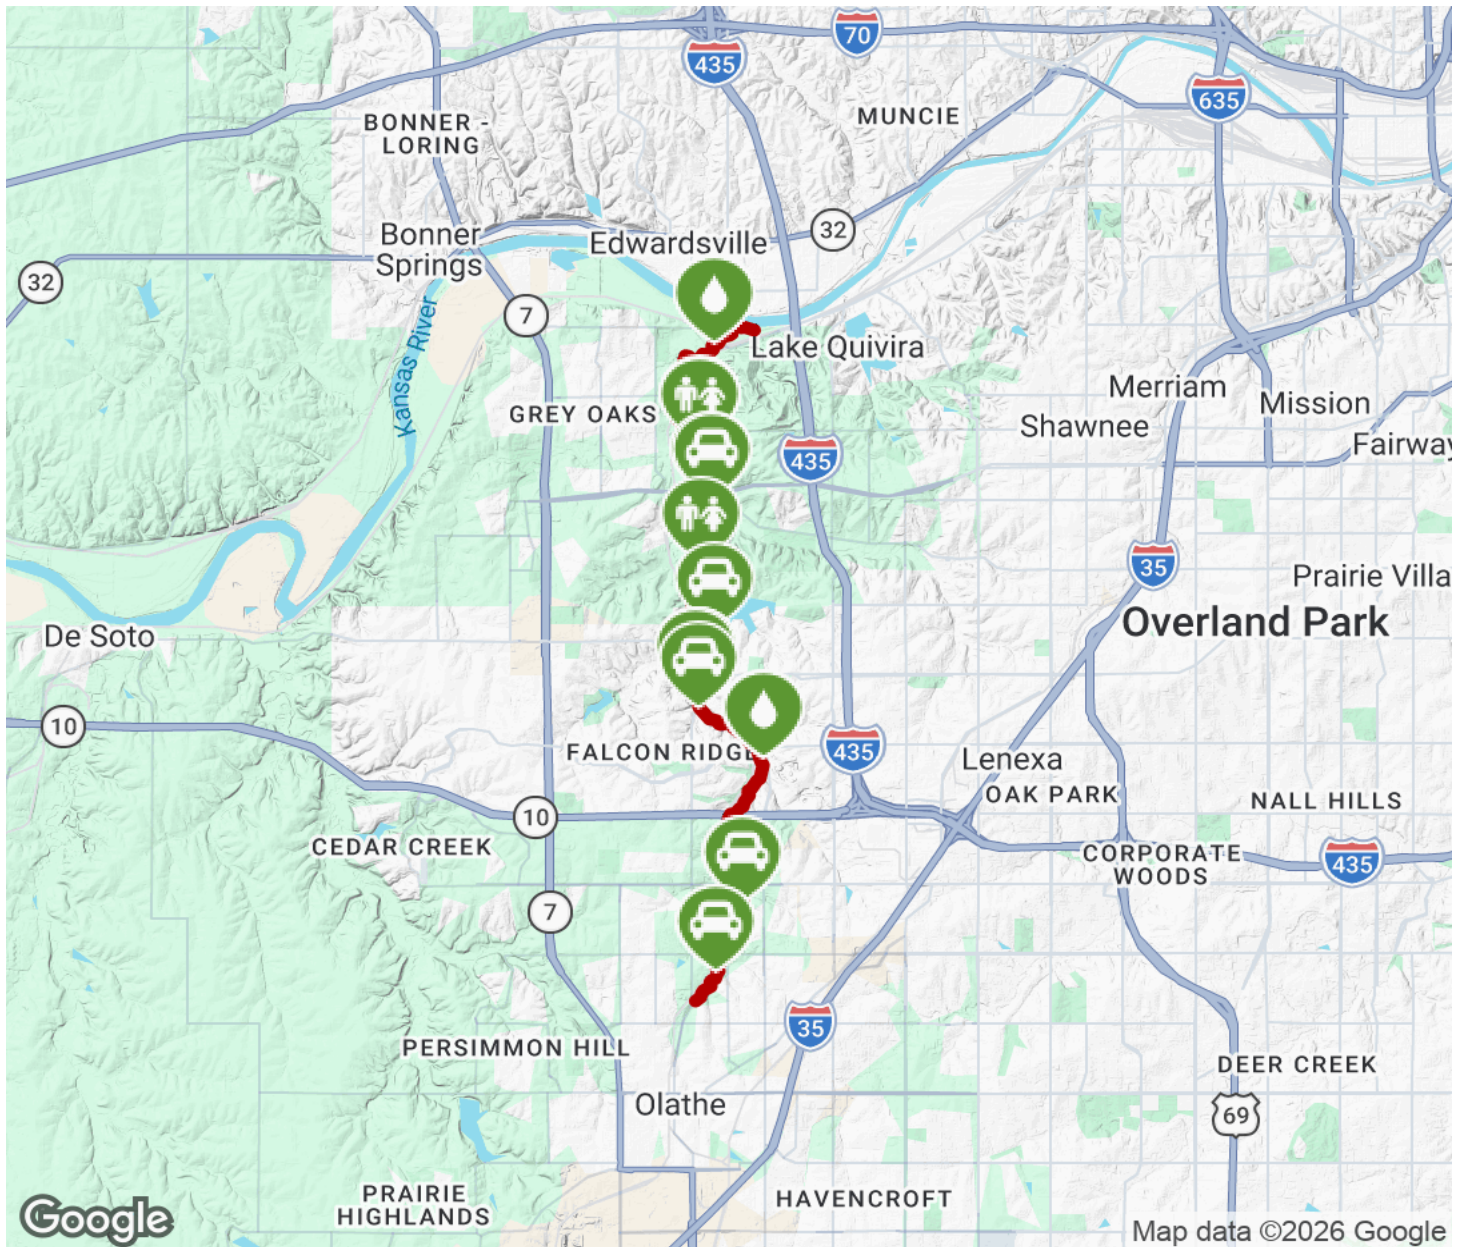 70
435
635
MUNCIE
BONNER -
LORING
32
Bonner
Springs
Edwardsville
32
7
Kansas River
Lake Quivira
Merriam
Mission
GREY OAKS
Shawnee
Fairway
435
35
Prairie Villa
Overland Park
De Soto
10
FALCON RIDGE
435
Lenexa
OAK PARK
NALL HILLS
10
CEDAR CREEK
CORPORATE
WOODS
435
7
35
PERSIMMON HILL
DEER CREEK
Olathe
69
PRAIRIE
HIGHLANDS
HAVENCROFT
Google
Map data ©2026 Google